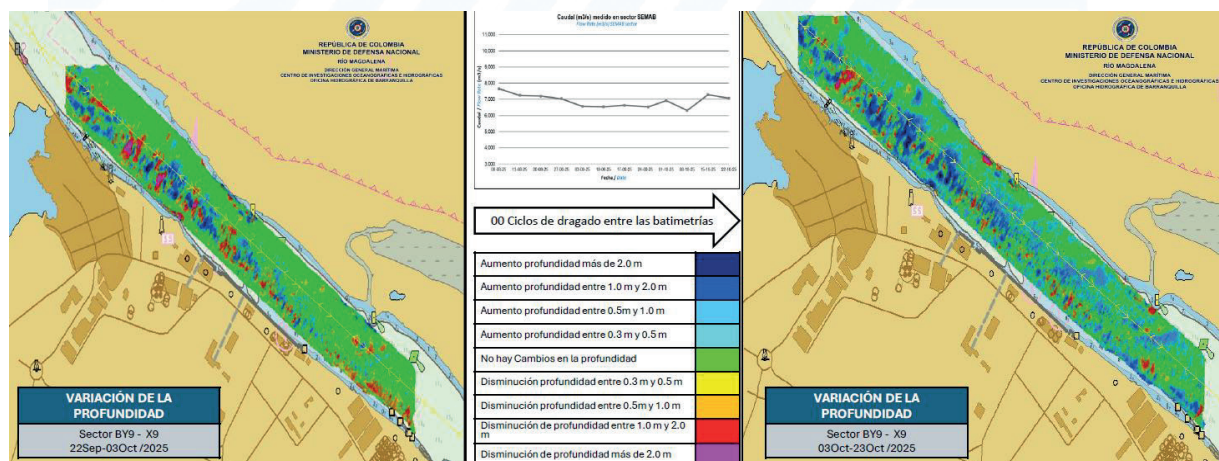 REPÚBLICA DE COLOMBIA
MINISTERIO DE DEFENSA NACIONAL
RÍO MAGDALENA
DIRECCIÓN GENERAL MARÍTIMA
CENTRO DE INVESTIGACIONES OCEANOGRÁFICAS E HIDROGRÁFICAS
OFICINA HIDROGRÁFICA DE BARRANQUILLA
VARIACIÓN DE LA
PROFUNDIDAD
Sector BY9 - X9
22Sep-03Oct /2025
Caudal (m3/s) medido en sector SEMAB
11,000
10,000
9,000
8,000
7,000
6,000
5,000
4,000
3,000
Fecha / Date
00 Ciclos de dragado entre las batimetrías
Aumento profundidad más de 2.0 m
Aumento profundidad entre 1.0 m y 2.0 m
Aumento profundidad entre 0.5m y 1.0 m
Aumento profundidad entre 0.3 m y 0.5 m
No hay Cambios en la profundidad
Disminución profundidad entre 0.3 m y 0.5 m
Disminución profundidad entre 0.5m y 1.0 m
Disminución de profundidad entre 1.0 m y 2.0
m
Disminución de profundidad más de 2.0 m
REPÚBLICA DE COLOMBIA
MINISTERIO DE DEFENSA NACIONAL
RÍO MAGDALENA
DIRECCIÓN GENERAL MARÍTIMA
CENTRO DE INVESTIGACIONES OCEANOGRÁFICAS E HIDROGRÁFICAS
OFICINA HIDROGRÁFICA DE BARRANQUILLA
VARIACIÓN DE LA
PROFUNDIDAD
Sector BY9 - X9
03Oct-23Oct /2025